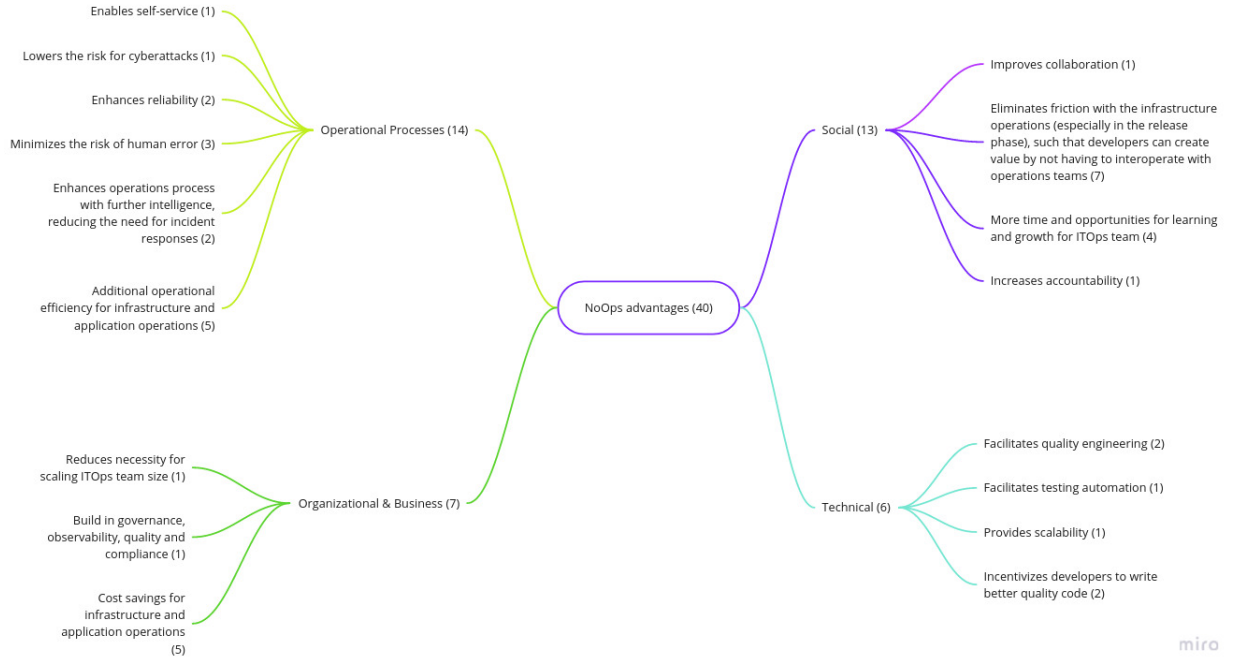 Enables self-service (1)
Lowers the risk for cyberattacks (1)
Enhances reliability (2)
Minimizes the risk of human error (3)
Enhances operations process
with further intelligence,
reducing the need for incident
responses (2)
Additional operational
efficiency for infrastructure and
application operations (5)
Operational Processes (14)
Reduces necessity for
scaling ITOps team size (1)
Build in governance,
observability, quality and
compliance (1)
Cost savings for
infrastructure and
application operations
(5)
Organizational & Business (7)
NoOps advantages (40)
Social (13)
Improves collaboration (1)
Eliminates friction with the infrastructure
operations (especially in the release
phase), such that developers can create
value by not having to interoperate with
operations teams (7)
More time and opportunities for learning
and growth for ITOps team (4)
Increases accountability (1)
Technical (6)
Facilitates quality engineering (2)
Facilitates testing automation (1)
Provides scalability (1)
Incentivizes developers to write
better quality code (2)
miro